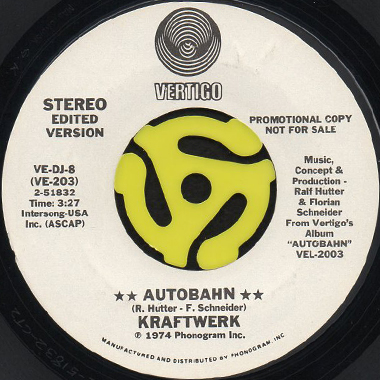 VERTIGO
STEREO
EDITED
VERSION
PROMOTIONAL COPY
NOT FOR SALE
VE-DJ-8
(VE-203)
2-51832
Time: 3:27
Intersong-USA
Inc. (ASCAP)
Music,
Concept &
Production -
Ralf Hutter
& Florian
Schneider
From Vertigo's
Album
"AUTOBAHN"
VEL-2003
★★ AUTOBAHN ★★
(R. Hutter - F. Schneider)
KRAFTWERK
℗ 1974 Phonogram Inc.
MANUFACTURED AND DISTRIBUTED BY PHONOGRAM, INC